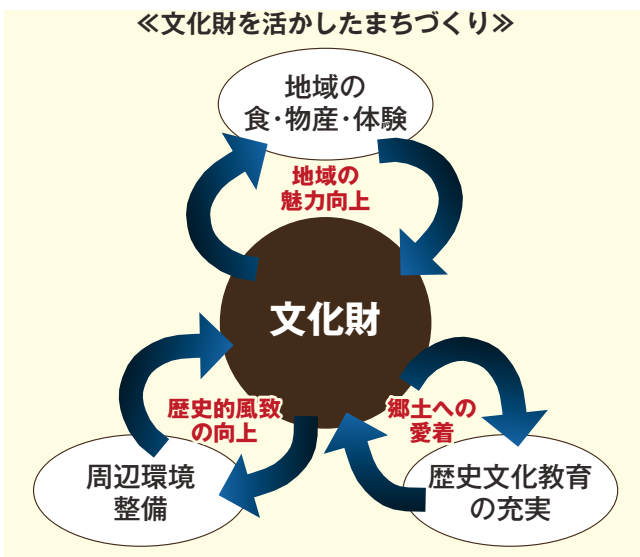 ≪文化財を活かしたまちづくり≫
地域の
食・物産・体験
地域の
魅力向上
文化財
歴史的風致
の向上
郷土への
愛着
周辺環境
整備
歴史文化教育
の充実